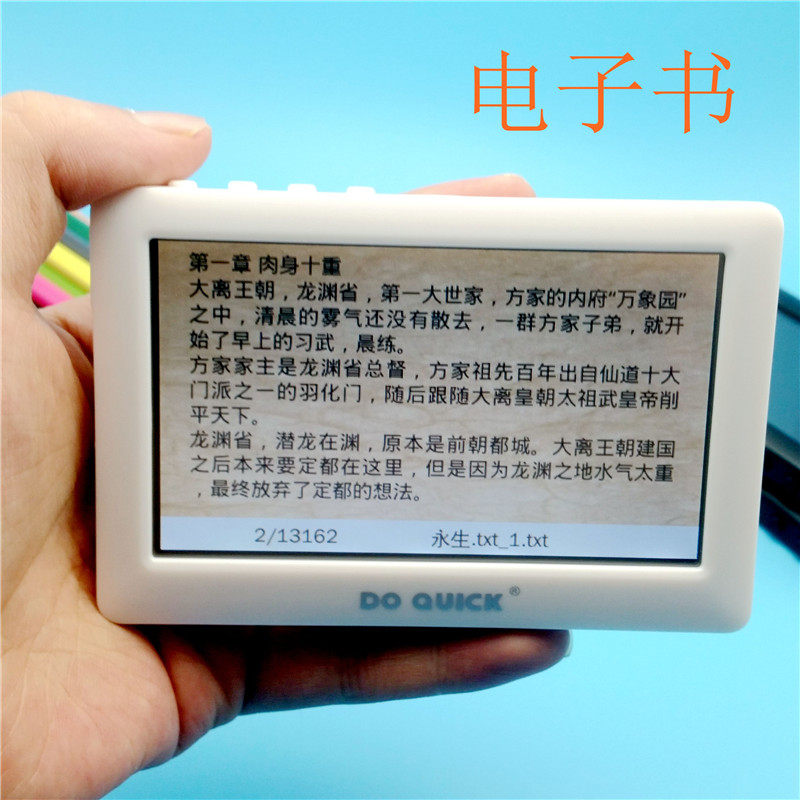 电子书
第一章 肉身十重
大离王朝，龙渊省，第一大世家，方家的内府“万象园”
之中，清晨的雾气还没有散去，一群方家子弟，就开
始了早上的习武，晨练。
方家家主是龙渊省总督，方家祖先百年出自仙道十大
门派之一的羽化门，随后跟随大离皇朝太祖武皇帝削
平天下。
龙渊省，潜龙在渊，原本是前朝都城。大离王朝建国
之后本来要定都在这里，但是因为龙渊之地水气太重
，最终放弃了定都的想法。
2/13162 永生.txt_1.txt
DO QUICK®